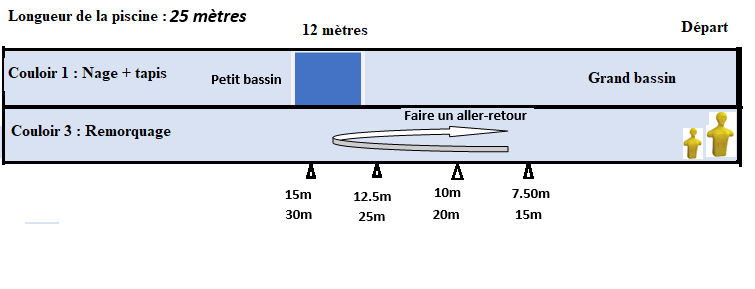 Longueur de la piscine : 25 mètres
12 mètres
Départ
Couloir 1 : Nage + tapis
Petit bassin
Grand bassin
Couloir 3 : Remorquage
Faire un aller-retour
15m 12.5m 10m 7.50m
30m 25m 20m 15m